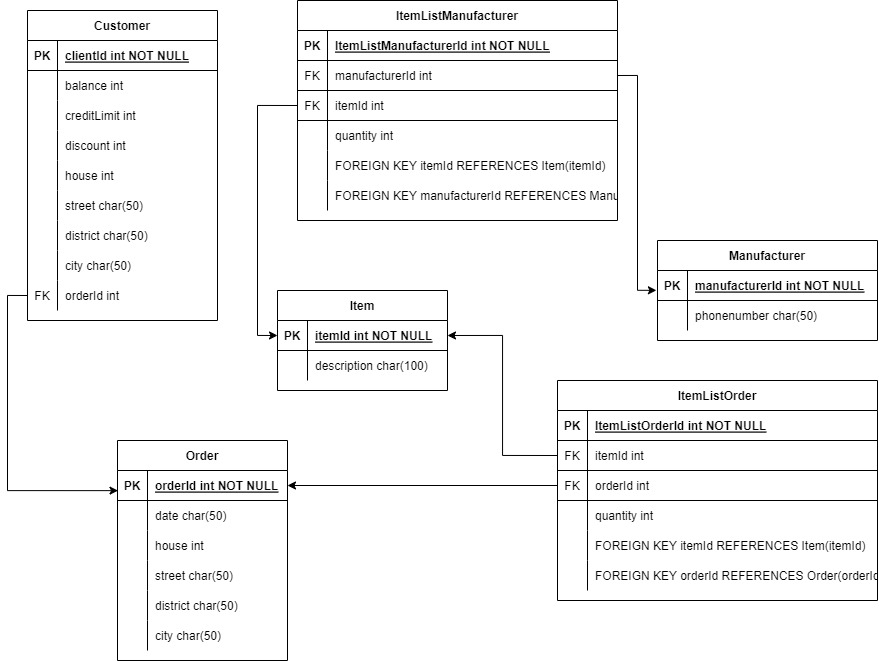 Customer
PK clientId int NOT NULL
balance int
creditLimit int
discount int
house int
street char(50)
district char(50)
city char(50)
FK orderId int
ItemListManufacturer
PK ItemListManufacturerId int NOT NULL
FK manufacturerId int
FK itemId int
quantity int
FOREIGN KEY itemId REFERENCES Item(itemId)
FOREIGN KEY manufacturerId REFERENCES Manu
Manufacturer
PK manufacturerId int NOT NULL
phonenumber char(50)
Item
PK itemId int NOT NULL
description char(100)
ItemListOrder
PK ItemListOrderId int NOT NULL
FK itemId int
FK orderId int
quantity int
FOREIGN KEY itemId REFERENCES Item(itemId)
FOREIGN KEY orderId REFERENCES Order(orderId
Order
PK orderId int NOT NULL
date char(50)
house int
street char(50)
district char(50)
city char(50)